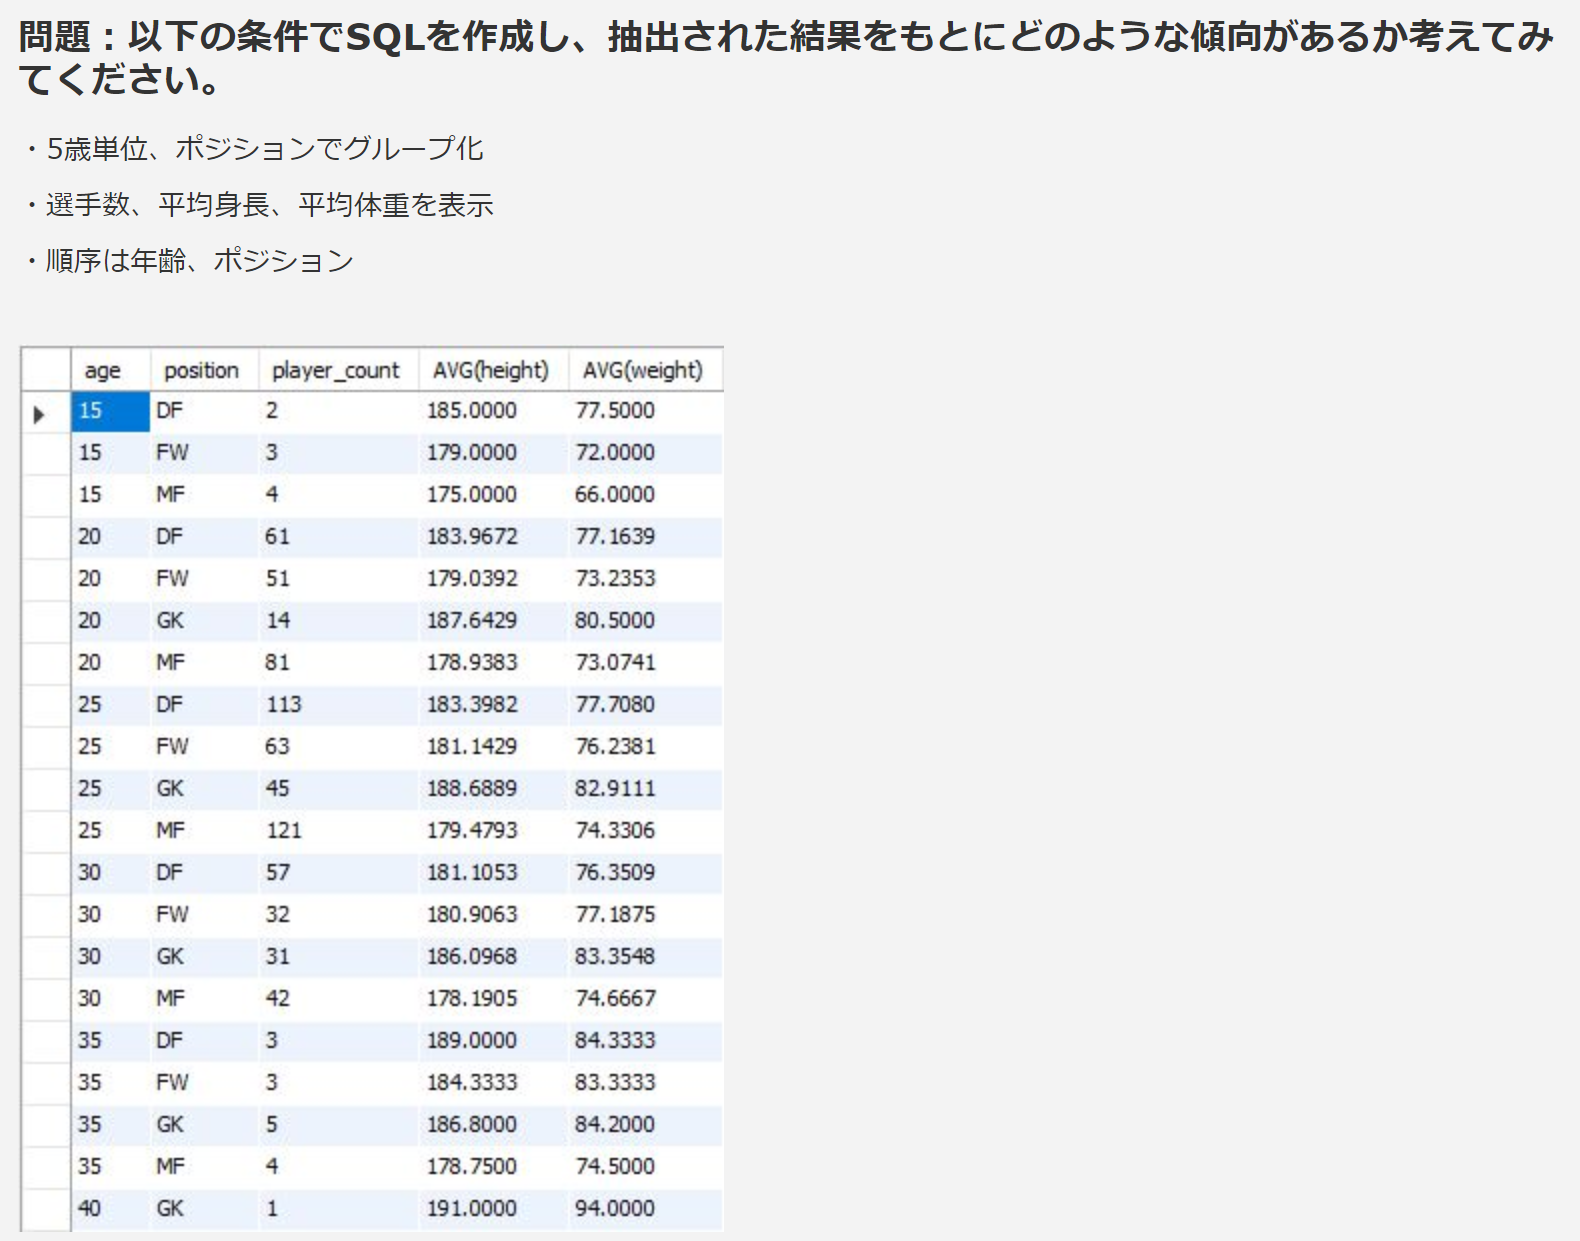 問題：以下の条件でSQLを作成し、抽出された結果をもとにどのような傾向があるか考えてみ
てください。
・5歳単位、ポジションでグループ化
・選手数、平均身長、平均体重を表示
・順序は年齢、ポジション
age position player_count AVG(height) AVG(weight)
15 DF 2 185.0000 77.5000
15 FW 3 179.0000 72.0000
15 MF 4 175.0000 66.0000
20 DF 61 183.9672 77.1639
20 FW 51 179.0392 73.2353
20 GK 14 187.6429 80.5000
20 MF 81 178.9383 73.0741
25 DF 113 183.3982 77.7080
25 FW 63 181.1429 76.2381
25 GK 45 188.6889 82.9111
25 MF 121 179.4793 74.3306
30 DF 57 181.1053 76.3509
30 FW 32 180.9063 77.1875
30 GK 31 186.0968 83.3548
30 MF 42 178.1905 74.6667
35 DF 3 189.0000 84.3333
35 FW 3 184.3333 83.3333
35 GK 5 186.8000 84.2000
35 MF 4 178.7500 74.5000
40 GK 1 191.0000 94.0000